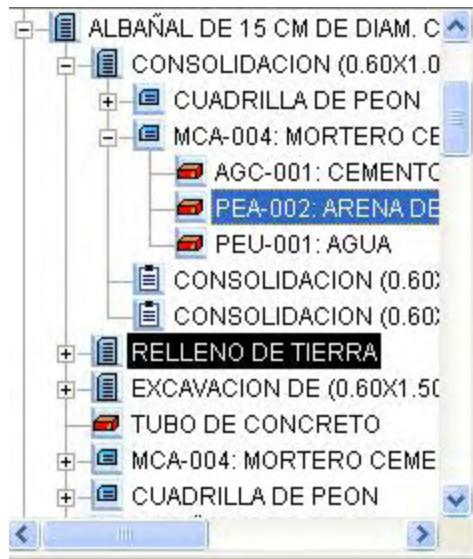 ALBAÑAL DE 15 CM DE DIAM. C
CONSOLIDACION (0.60X1.0
CUADRILLA DE PEON
MCA-004: MORTERO CE
AGC-001: CEMENTO
PEA-002: ARENA DE
PEU-001: AGUA
CONSOLIDACION (0.60
CONSOLIDACION (0.60
RELLENO DE TIERRA
EXCAVACION DE (0.60X1.50
TUBO DE CONCRETO
MCA-004: MORTERO CEME
CUADRILLA DE PEON